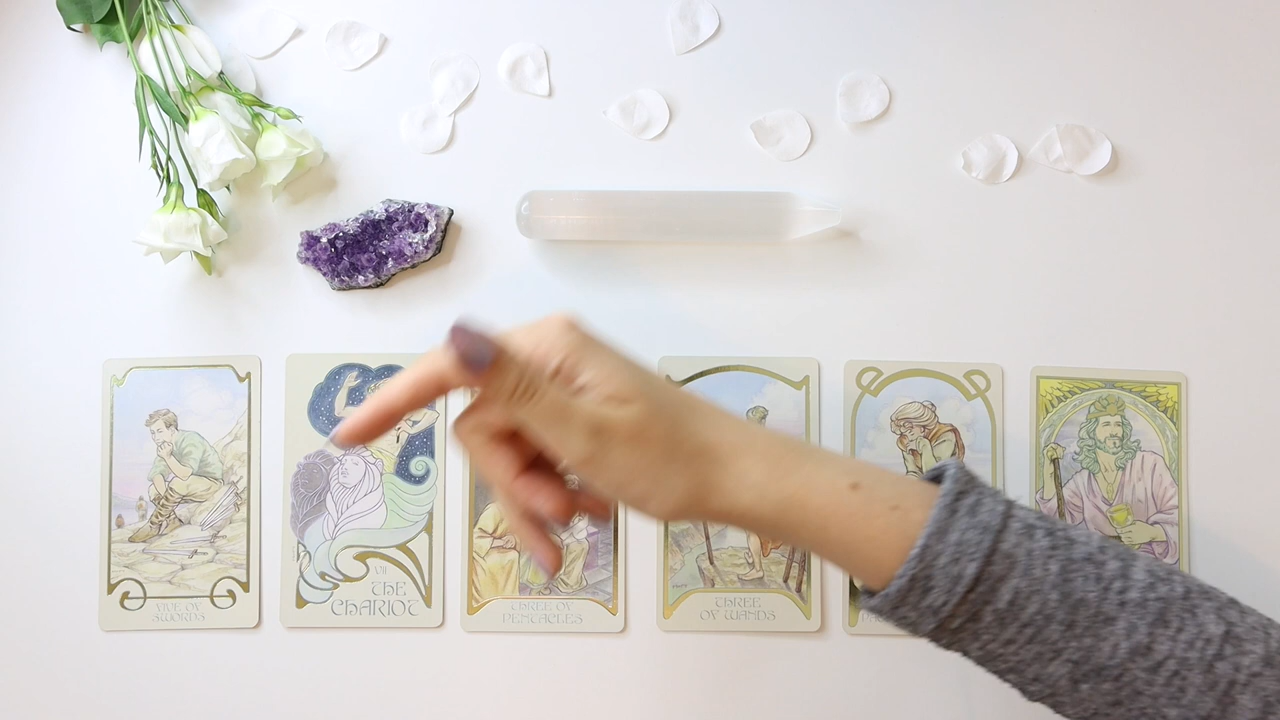 FIVE OF
SWORDS
VII
THE
CHARIOT
THREE OF
PENTACLES
THREE
OF WANDS